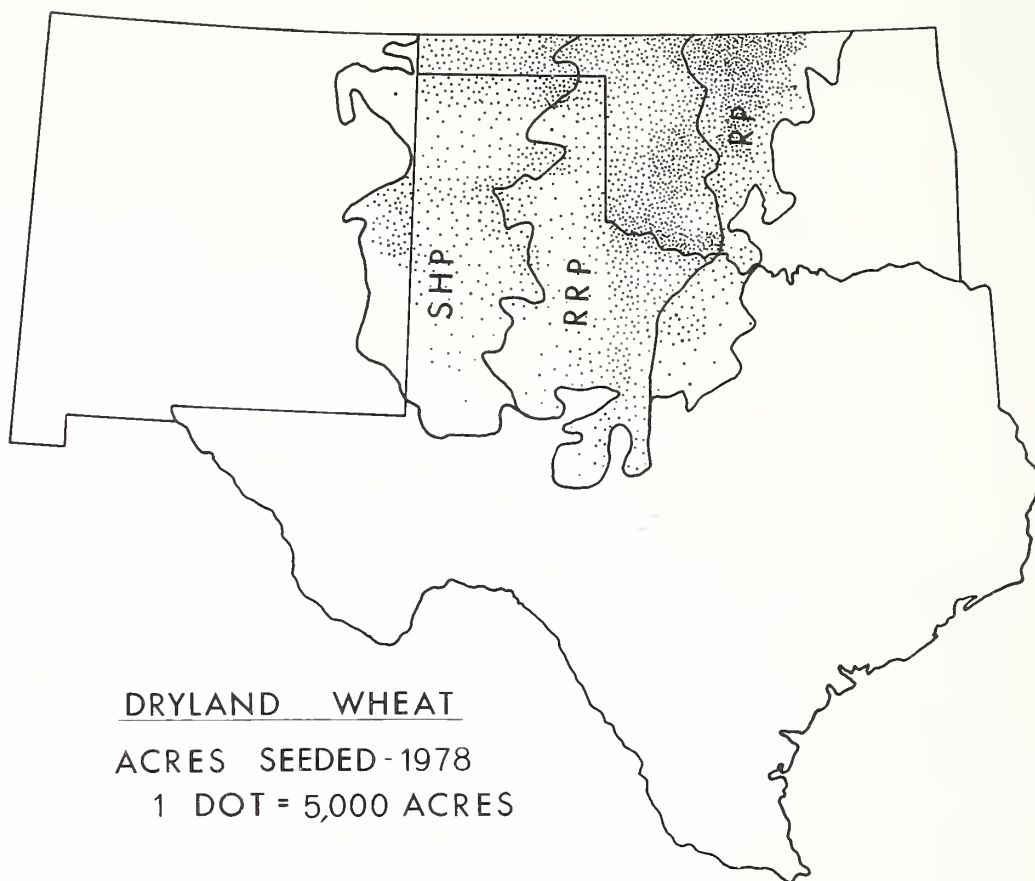 RP
SHP
RRP
DRYLAND WHEAT
ACRES SEEDED - 1978
1 DOT = 5,000 ACRES